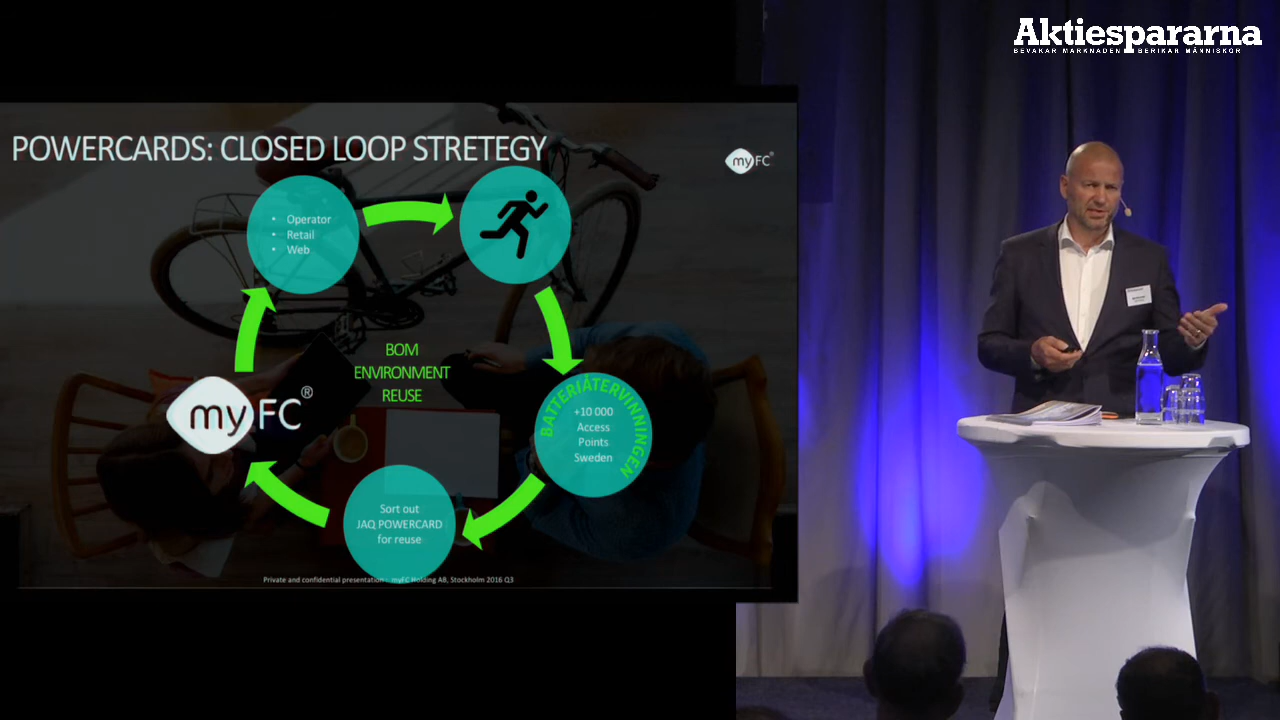 Aktiespararna
BEVAKAR MARKNADEN BERIKAR MÄNNISKOR
POWERCARDS: CLOSED LOOP STRETEGY
myFC®
• Operator
• Retail
• Web
BOM
ENVIRONMENT
REUSE
BATTERIÅTERVINNINGEN
+10 000
Access
Points
Sweden
myFC®
Sort out
JAQ POWERCARD
for reuse
Private and confidential presentation - myFC Holding AB, Stockholm 2016 Q3